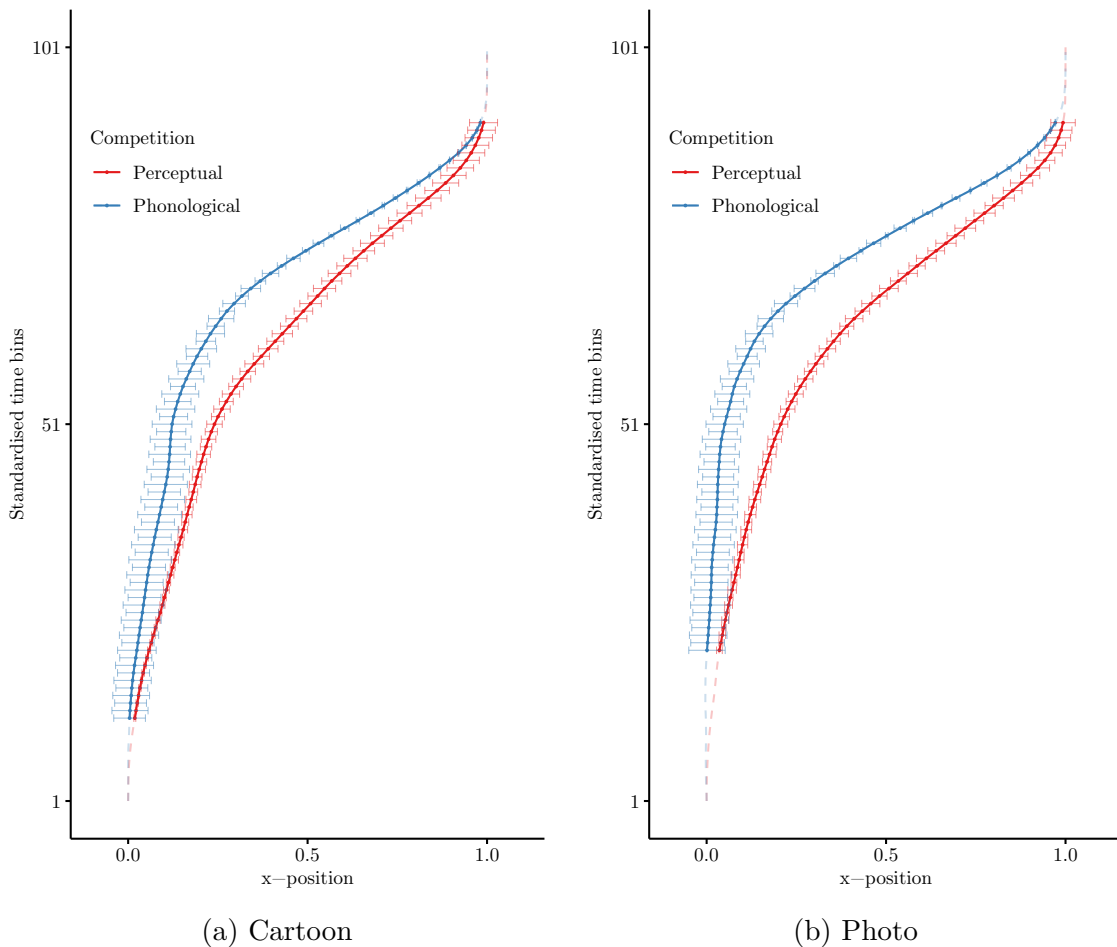 101
51
1
Standardised time bins
Competition
Perceptual
Phonological
0.0 0.5 1.0
x−position
(a) Cartoon
101
51
1
Standardised time bins
Competition
Perceptual
Phonological
0.0 0.5 1.0
x−position
(b) Photo